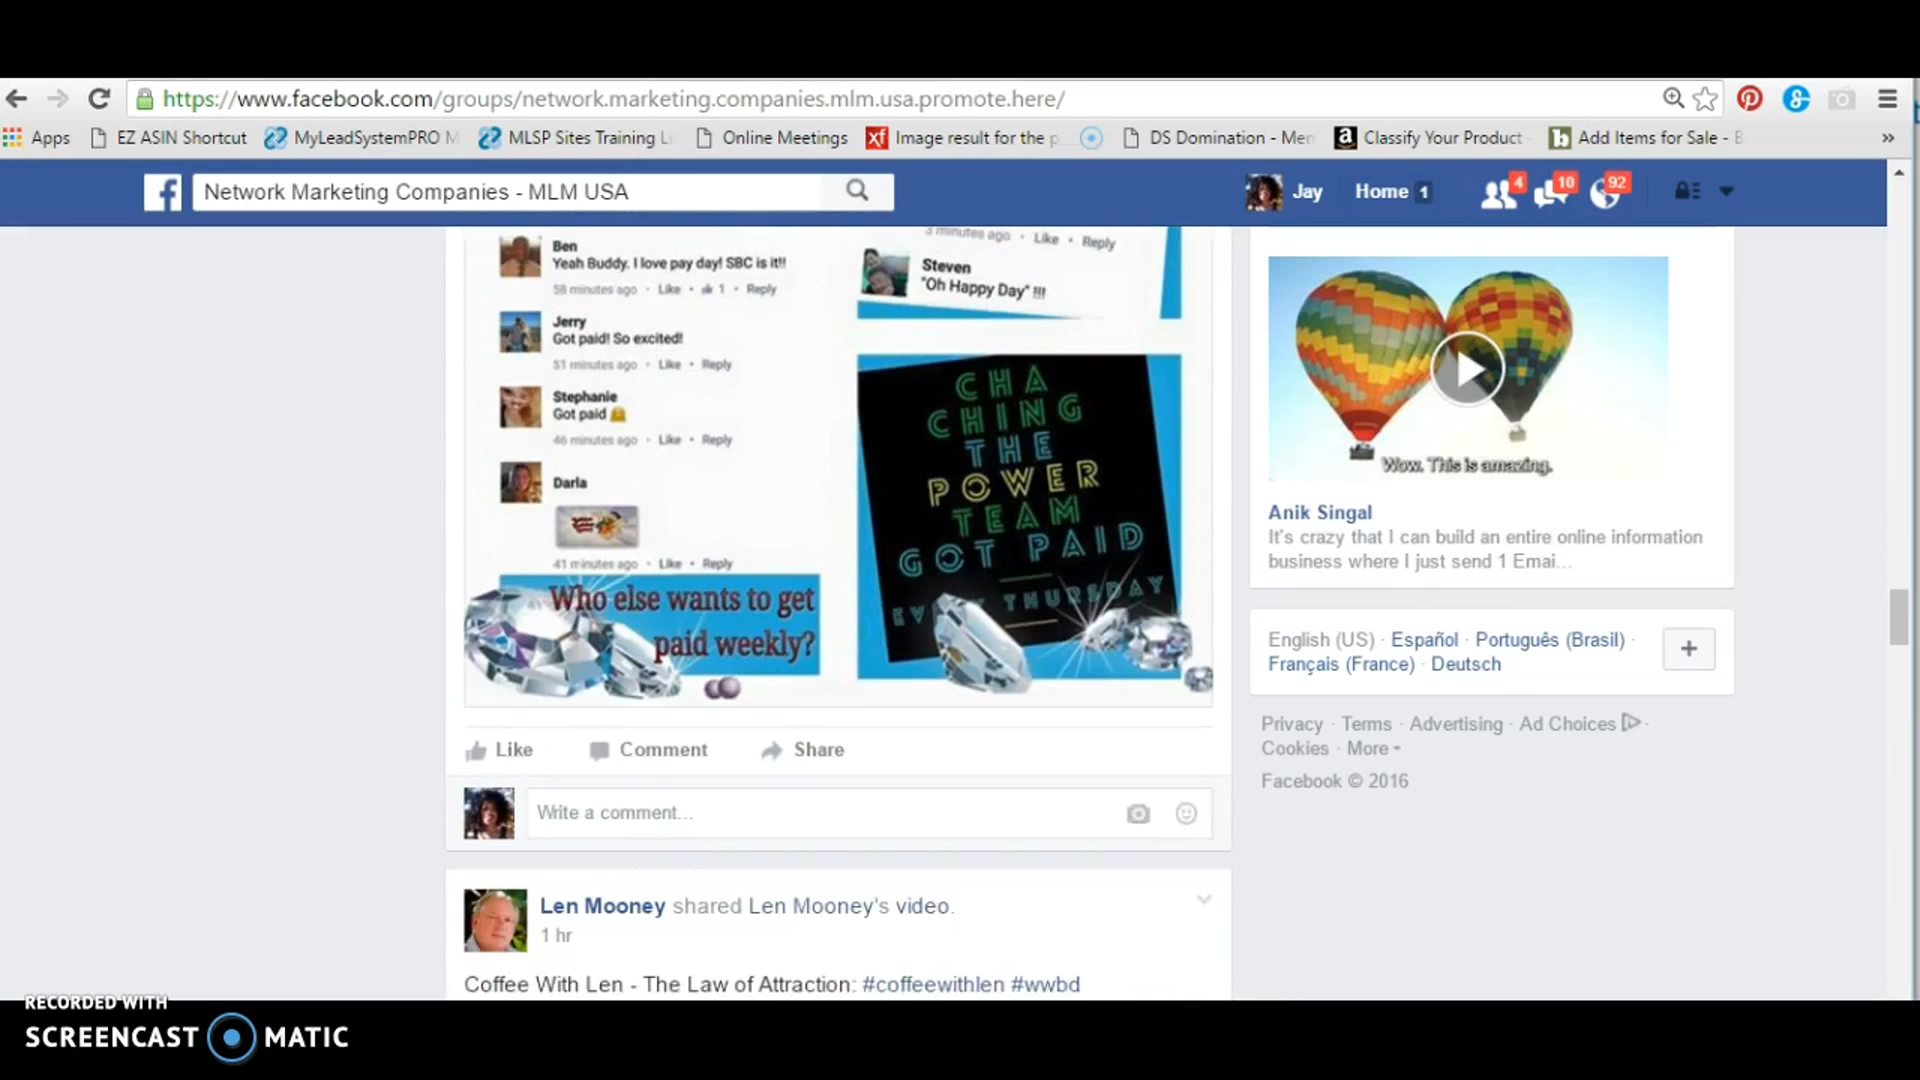 https://www.facebook.com/groups/network.marketing.companies.mlm.usa.promote.here/
Apps
EZ ASIN Shortcut
MyLeadSystemPRO
MLSP Sites Training
Online Meetings
Image result for the p
DS Domination - Men
Classify Your Product
Add Items for Sale - B
»
Network Marketing Companies - MLM USA
Jay
Home 1
4
10
92
Ben
Yeah Buddy. I love pay day! SBC is it!!
58 minutes ago · Like · 1 · Reply
Jerry
Got paid! So excited!
51 minutes ago · Like · Reply
Stephanie
Got paid
46 minutes ago · Like · Reply
Darla
41 minutes ago · Like · Reply
Who else wants to get
paid weekly?
3 minutes ago · Like · Reply
Steven
"Oh Happy Day" !!!
CHA
CHING
THE
POWER
TEAM
GOT PAID
THURSDAY
Like
Comment
Share
Write a comment...
Len Mooney shared Len Mooney's video.
1 hr
Coffee With Len - The Law of Attraction: #coffeewithlen #wwbd
Wow. This is amazing.
Anik Singal
It's crazy that I can build an entire online information
business where I just send 1 Emai...
English (US) · Español · Português (Brasil) ·
Français (France) · Deutsch
Privacy · Terms · Advertising · Ad Choices ·
Cookies · More
Facebook © 2016
RECORDED WITH
SCREENCAST MATIC